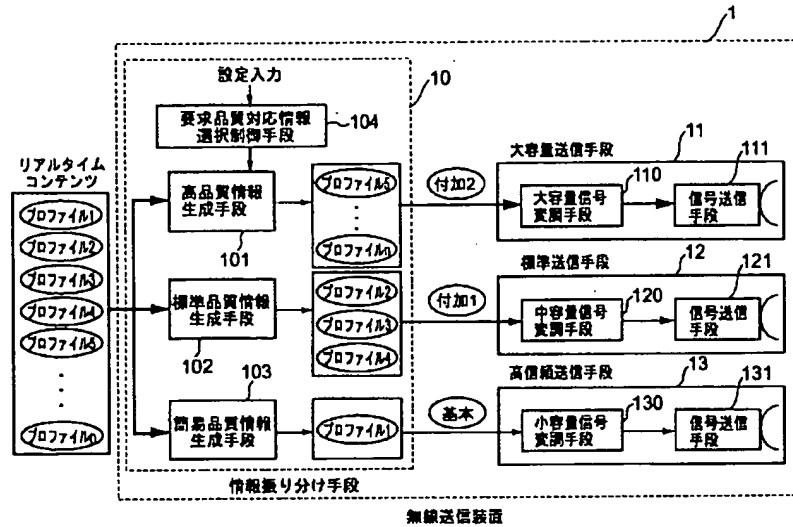 1
設定入力
10
要求品質対応情報
選択制御手段
104
リアルタイム
コンテンツ
プロファイル1
プロファイル2
プロファイル3
プロファイル4
プロファイル5
プロファイルn
高品質情報
生成手段
101
プロファイル5
プロファイルn
付加2
大容量送信手段
11
大容量信号
変調手段
110
信号送信
手段
111
標準品質情報
生成手段
102
プロファイル2
プロファイル3
プロファイル4
付加1
標準送信手段
12
中容量信号
変調手段
120
信号送信
手段
121
103
簡易品質情報
生成手段
プロファイル1
基本
高信頼送信手段
13
小容量信号
変調手段
130
信号送信
手段
131
情報振り分け手段
無線送信装置